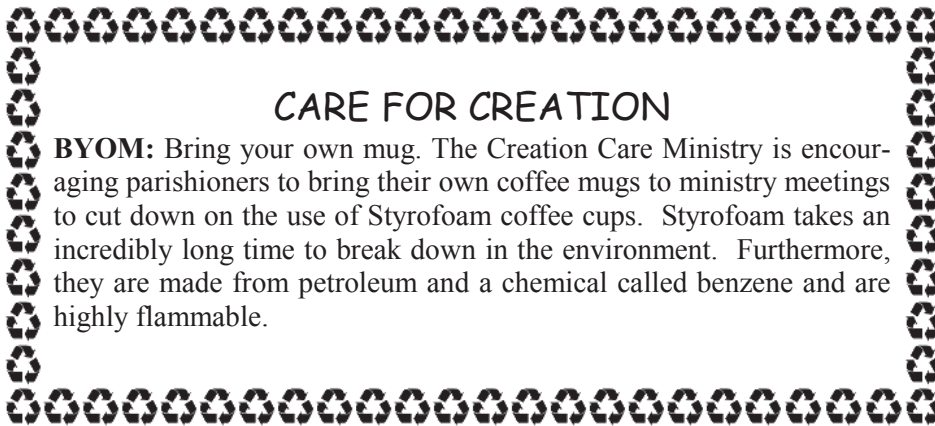 CARE FOR CREATION
BYOM: Bring your own mug. The Creation Care Ministry is encour-
aging parishioners to bring their own coffee mugs to ministry meetings
to cut down on the use of Styrofoam coffee cups.  Styrofoam takes an
incredibly long time to break down in the environment.  Furthermore,
they are made from petroleum and a chemical called benzene and are
highly flammable.